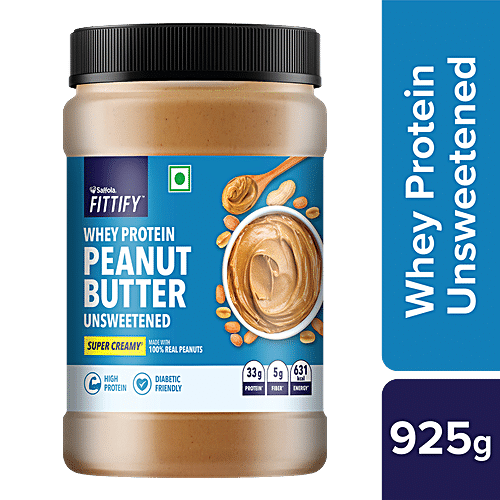 Saffola
FITTIFY
WHEY PROTEIN
PEANUT
BUTTER
UNSWEETENED
SUPER CREAMY*
MADE WITH
100% REAL PEANUTS
HIGH
PROTEIN
DIABETIC
FRIENDLY
33g
PROTEIN*
5g
FIBER*
631
kcal
ENERGY*
Whey Protein
Unsweetened
925g